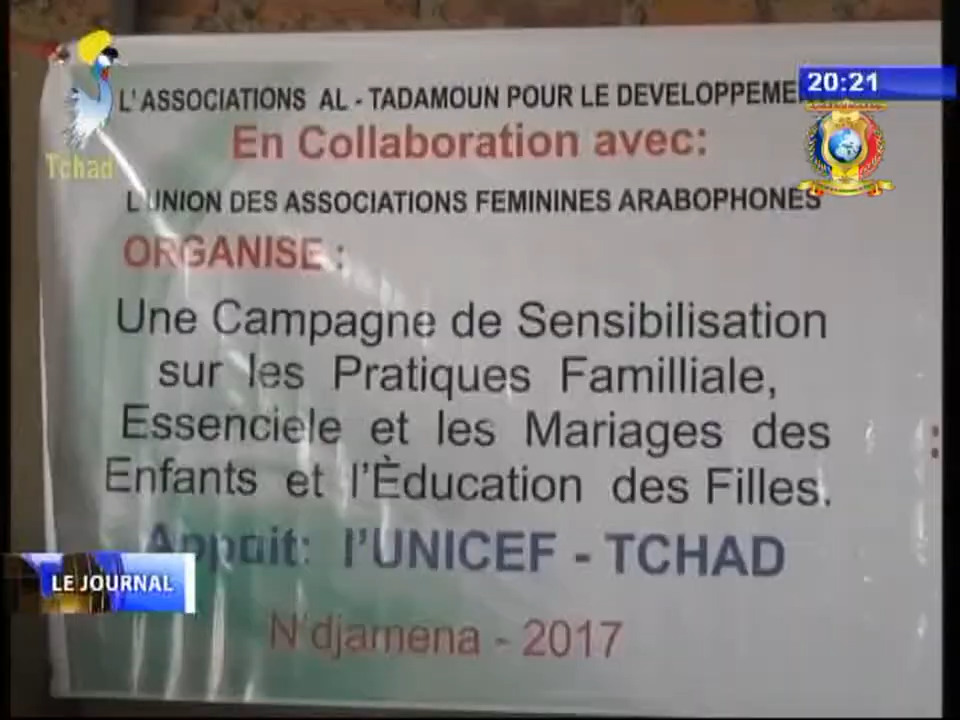 20:21
Tchad
L'ASSOCIATIONS AL - TADAMOUN POUR LE DEVELOPPEME
En Collaboration avec:
L'UNION DES ASSOCIATIONS FEMININES ARABOPHONES
ORGANISE :
Une Campagne de Sensibilisation
sur les Pratiques Familliale,
Essenciele et les Mariages des
Enfants et l'Èducation des Filles.
Appuit: l'UNICEF - TCHAD
LE JOURNAL
N'djamena - 2017